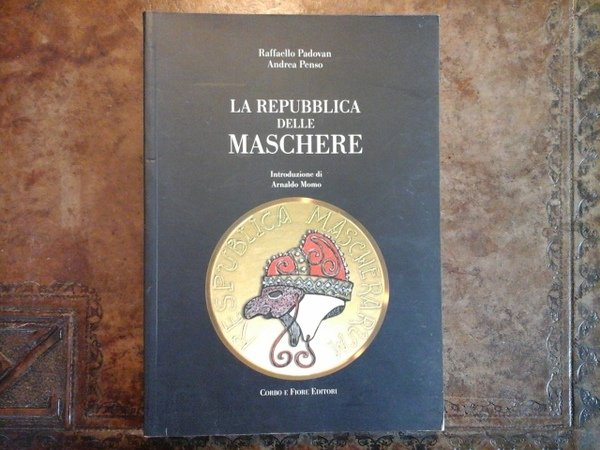 Raffaello Padovan
Andrea Penso
LA REPUBBLICA
DELLE
MASCHERE
Introduzione di
Arnaldo Momo
RESPUBLICA MASCHERARUM
CORBO E FIORE EDITORI